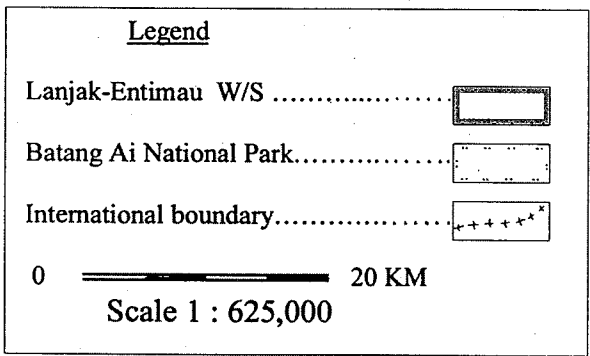 Legend
Lanjak-Entimau W/S ....................
Batang Ai National Park....................
International boundary....................
0 20 KM
Scale 1 : 625,000